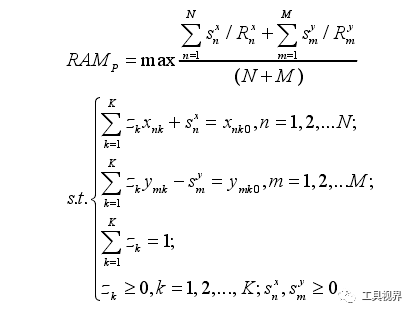 RAM_P = max (∑_{n=1}^{N} s_n^x / R_n^x + ∑_{m=1}^{M} s_m^y / R_m^y) / (N+M)
s.t. {
∑_{k=1}^{K} z_k x_{nk} + s_n^x = x_{nk0}, n = 1,2,...N;
∑_{k=1}^{K} z_k y_{mk} − s_m^y = y_{mk0}, m = 1,2,...M;
∑_{k=1}^{K} z_k = 1;
z_k ≥ 0, k = 1,2,..., K; s_n^x, s_m^y ≥ 0
工具视界